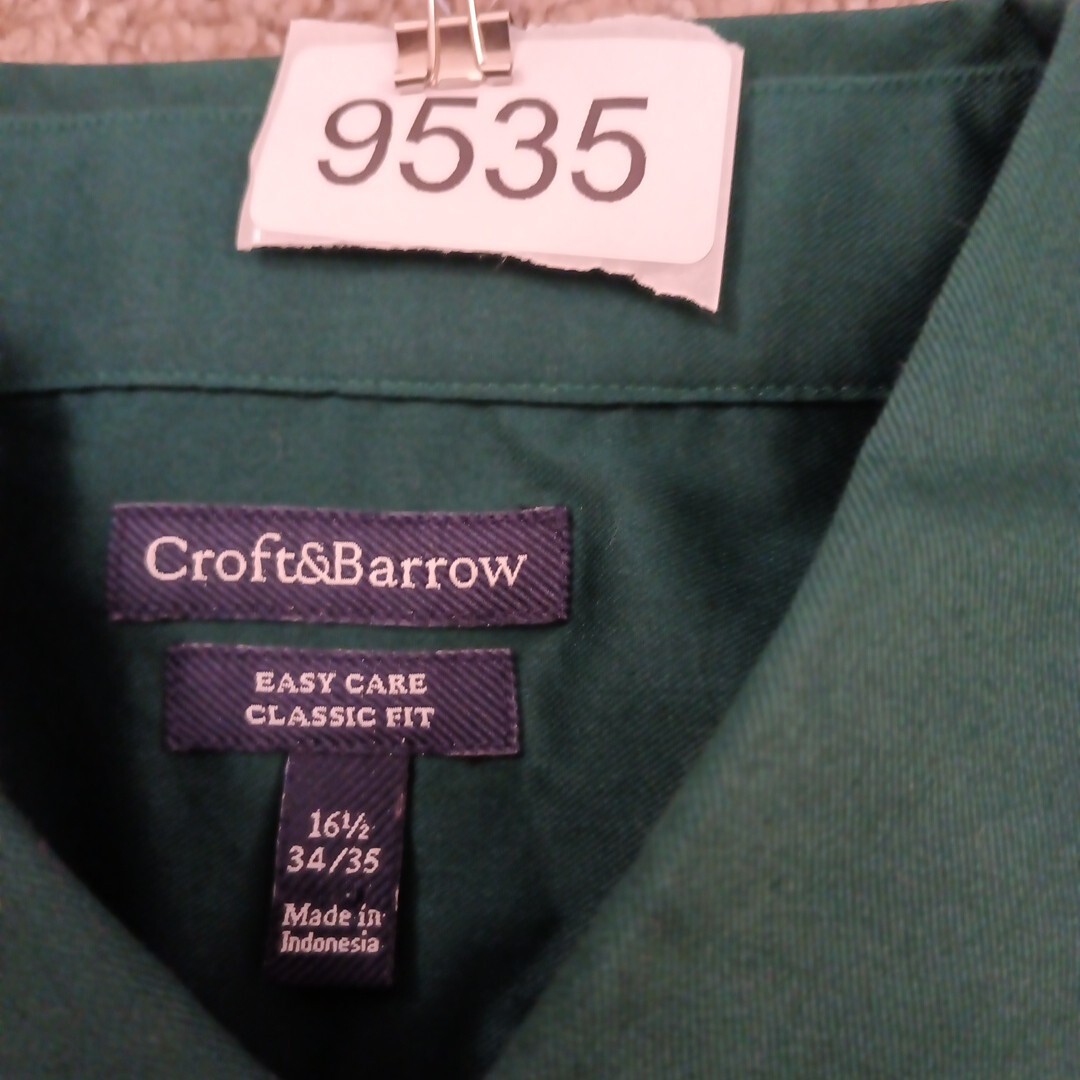 9535
Croft&Barrow
EASY CARE
CLASSIC FIT
16½
34/35
Made in
Indonesia